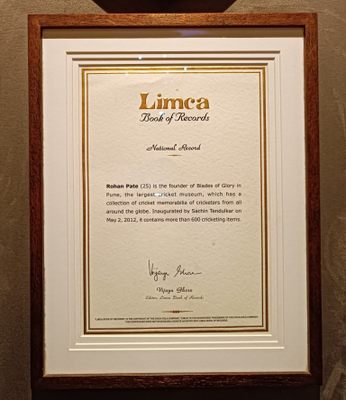 Limca
Book of Records
National Record
Rohan Pate (25) is the founder of Blades of Glory in
Pune, the largest cricket museum, which has a
collection of cricket memorabilia of cricketers from all
around the globe. Inaugurated by Sachin Tendulkar on
May 2, 2012, it contains more than 600 cricketing items.
Vijaya Ghose
Vijaya Ghose
Editor, Limca Book of Records